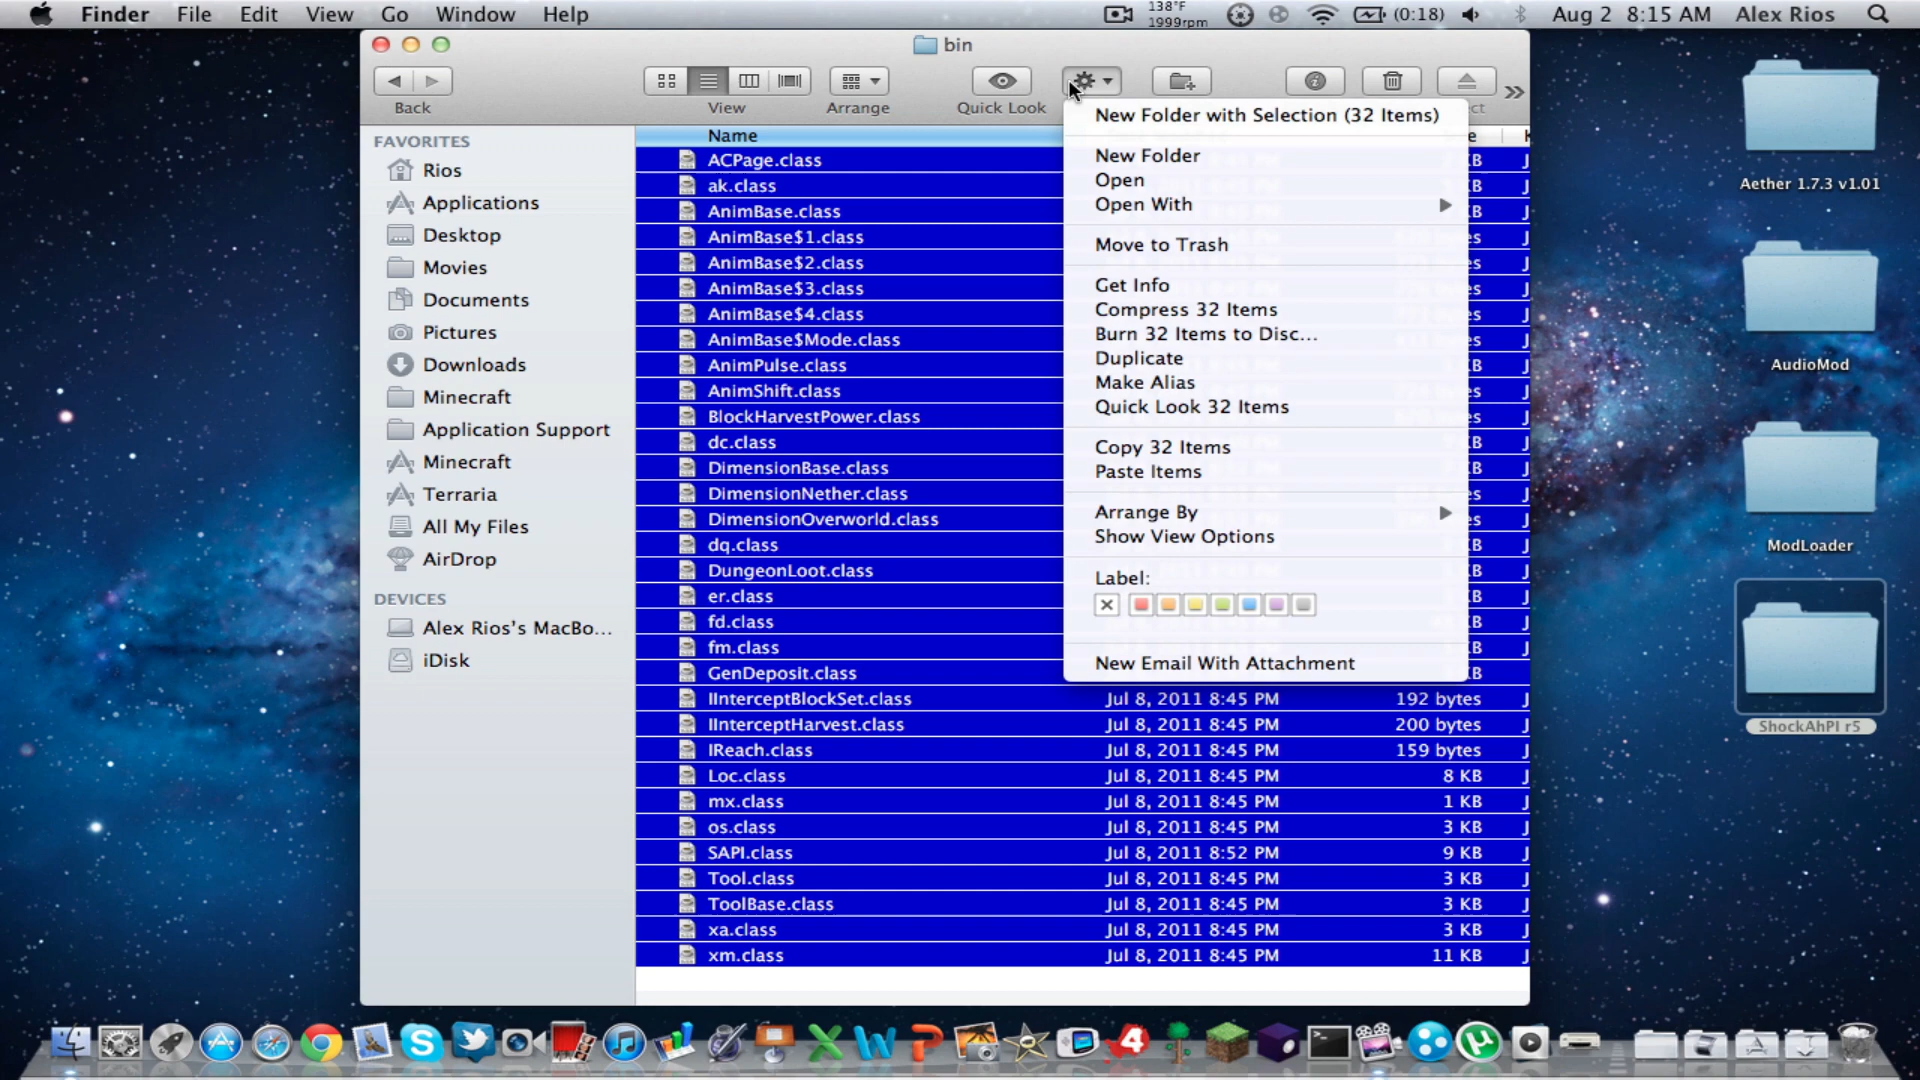 Finder File Edit View Go Window Help
138°F
1999rpm
(0:18) Aug 2 8:15 AM Alex Rios
bin
Back View Arrange Quick Look
New Folder with Selection (32 Items)
New Folder
Open
Open With
Move to Trash
Get Info
Compress 32 Items
Burn 32 Items to Disc...
Duplicate
Make Alias
Quick Look 32 Items
Copy 32 Items
Paste Items
Arrange By
Show View Options
Label:
New Email With Attachment
FAVORITES
Rios
Applications
Desktop
Movies
Documents
Pictures
Downloads
Minecraft
Application Support
Minecraft
Terraria
All My Files
AirDrop
DEVICES
Alex Rios's MacBo...
iDisk
Name
ACPage.class
ak.class
AnimBase.class
AnimBase$1.class
AnimBase$2.class
AnimBase$3.class
AnimBase$4.class
AnimBase$Mode.class
AnimPulse.class
AnimShift.class
BlockHarvestPower.class
dc.class
DimensionBase.class
DimensionNether.class
DimensionOverworld.class
dq.class
DungeonLoot.class
er.class
fd.class
fm.class
GenDeposit.class
IInterceptBlockSet.class Jul 8, 2011 8:45 PM 192 bytes J
IInterceptHarvest.class Jul 8, 2011 8:45 PM 200 bytes J
IReach.class Jul 8, 2011 8:45 PM 159 bytes J
Loc.class Jul 8, 2011 8:45 PM 8 KB J
mx.class Jul 8, 2011 8:45 PM 1 KB J
os.class Jul 8, 2011 8:45 PM 3 KB J
SAPI.class Jul 8, 2011 8:52 PM 9 KB J
Tool.class Jul 8, 2011 8:45 PM 3 KB J
ToolBase.class Jul 8, 2011 8:45 PM 3 KB J
xa.class Jul 8, 2011 8:45 PM 3 KB J
xm.class Jul 8, 2011 8:45 PM 11 KB J
Aether 1.7.3 v1.01
AudioMod
ModLoader
ShockAhPI r5